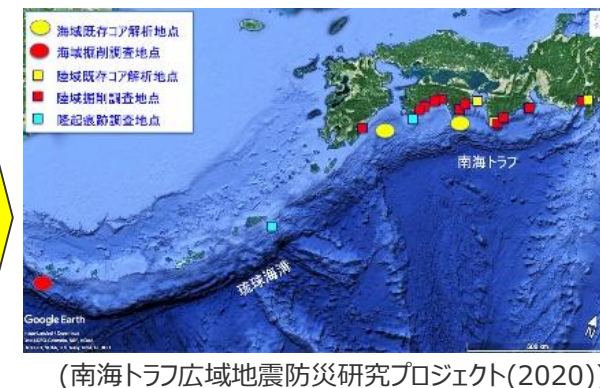 海域既存コア解析地点
海域掘削調査地点
陸域既存コア解析地点
陸域掘削調査地点
隆起痕跡調査地点
南海トラフ
琉球海溝
Google Earth
N
(南海トラフ広域地震防災研究プロジェクト(2020))